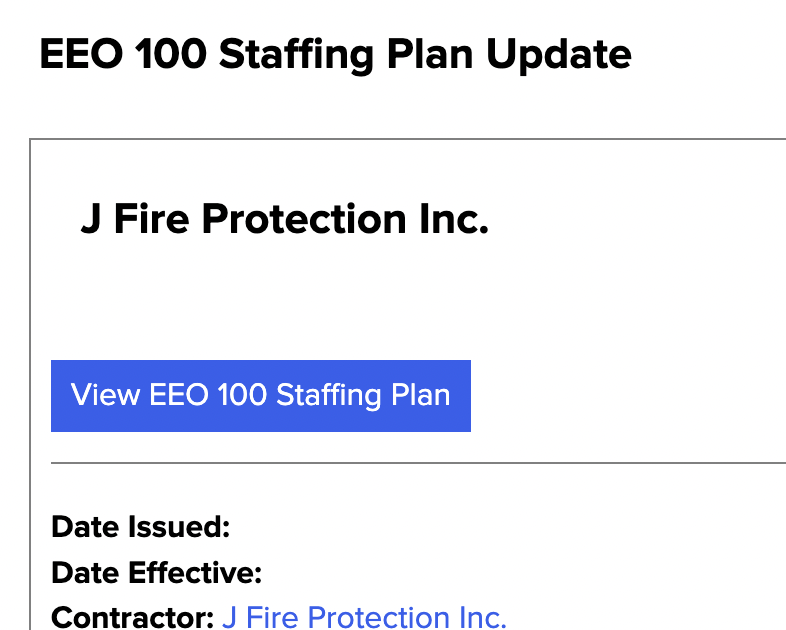 EEO 100 Staffing Plan Update
J Fire Protection Inc.
View EEO 100 Staffing Plan
Date Issued:
Date Effective:
Contractor: J Fire Protection Inc.